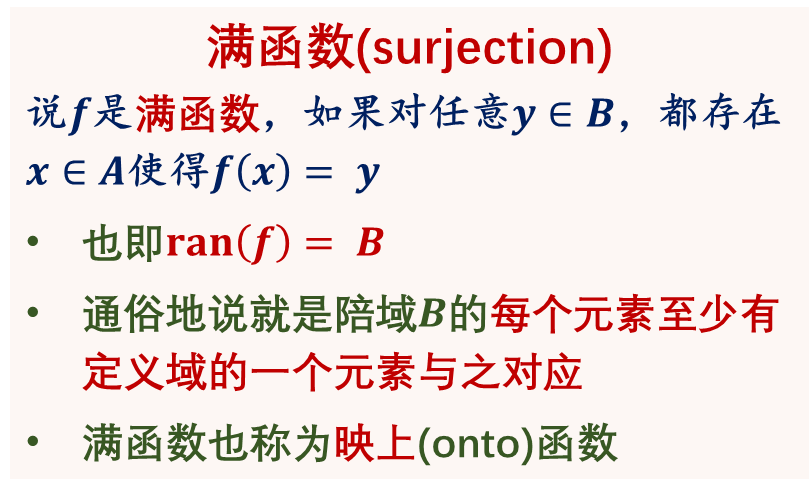 满函数(surjection)
说f是满函数，如果对任意y ∈ B，都存在
x ∈ A使得f(x) = y
• 也即ran(f) = B
• 通俗地说就是陪域B的每个元素至少有
定义域的一个元素与之对应
• 满函数也称为映上(onto)函数